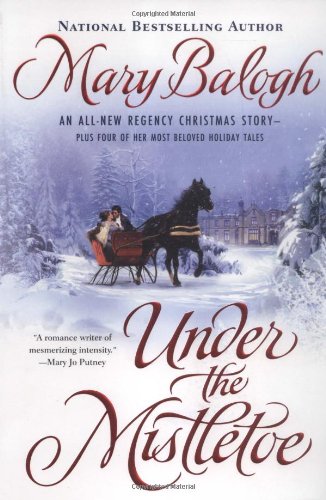 NATIONAL BESTSELLING AUTHOR
Mary Balogh
AN ALL-NEW REGENCY CHRISTMAS STORY–
PLUS FOUR OF HER MOST BELOVED HOLIDAY TALES
"A romance writer of
mesmerizing intensity."
—Mary Jo Putney
Under
the
Mistletoe